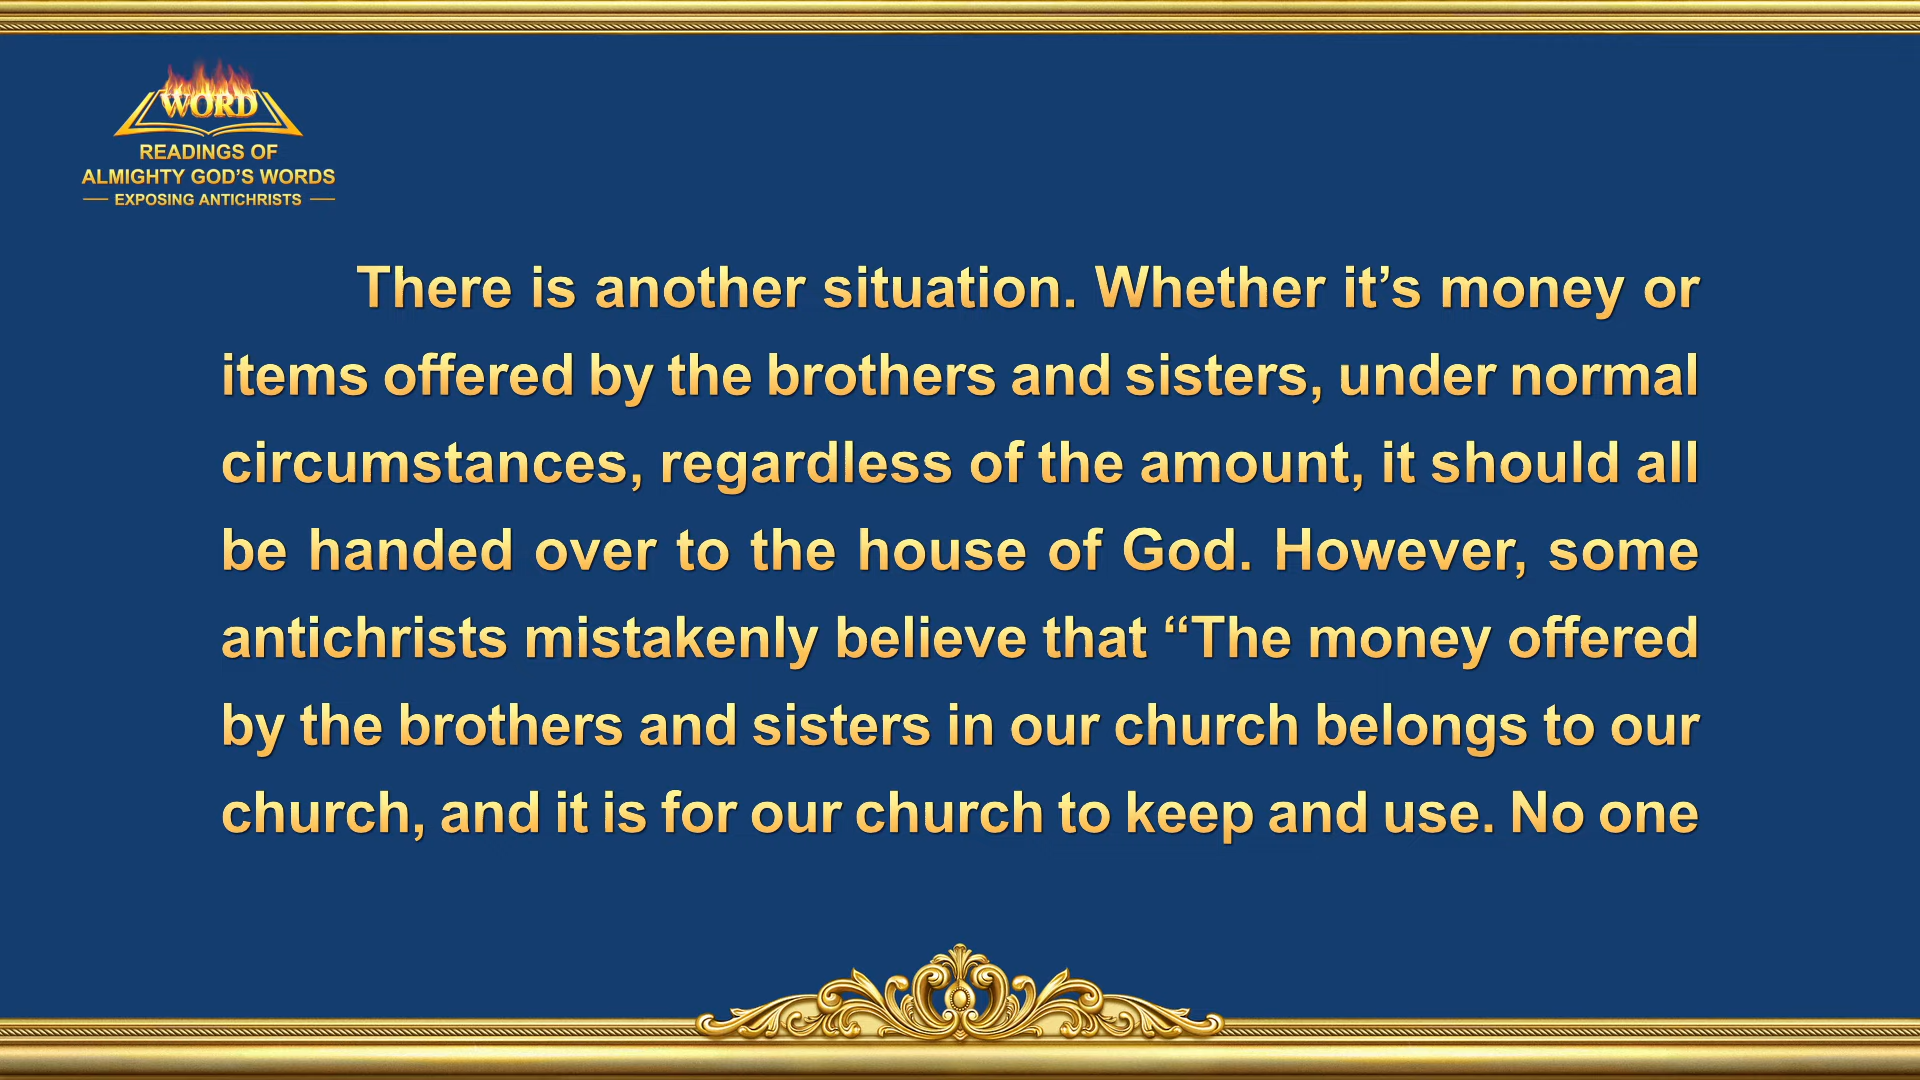 WORD
READINGS OF
ALMIGHTY GOD’S WORDS
EXPOSING ANTICHRISTS
There is another situation. Whether it’s money or
items offered by the brothers and sisters, under normal
circumstances, regardless of the amount, it should all
be handed over to the house of God. However, some
antichrists mistakenly believe that “The money offered
by the brothers and sisters in our church belongs to our
church, and it is for our church to keep and use. No one